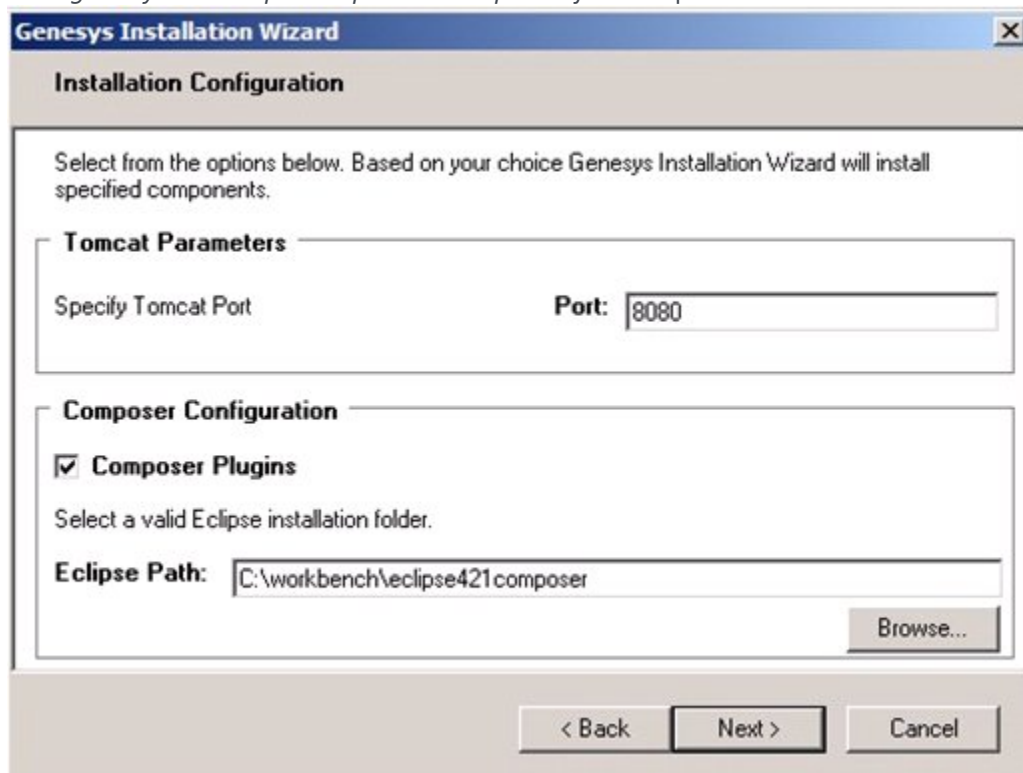 Genesys Installation Wizard
Installation Configuration
Select from the options below. Based on your choice Genesys Installation Wizard will install
specified components.
Tomcat Parameters
Specify Tomcat Port Port: 8080
Composer Configuration
Composer Plugins
Select a valid Eclipse installation folder.
Eclipse Path: C:\workbench\eclipse421composer
Browse...
< Back Next > Cancel